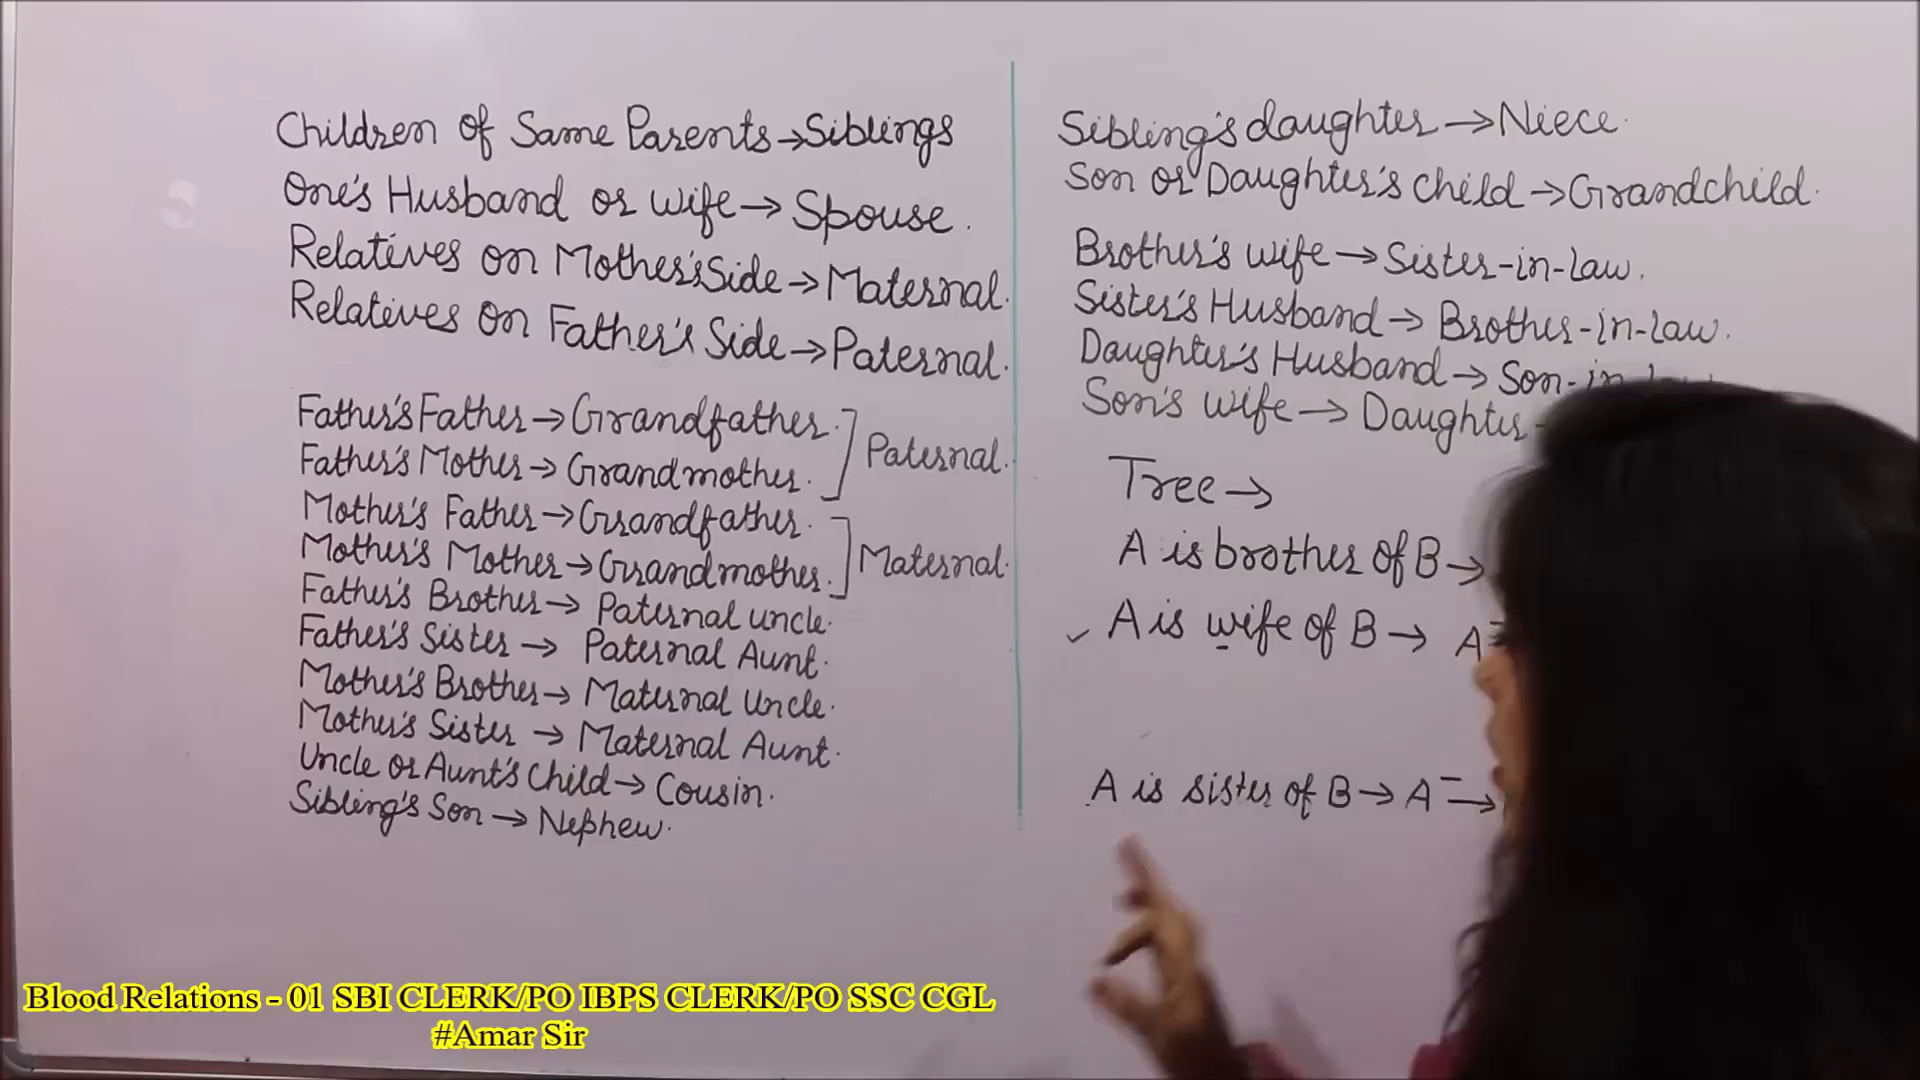 Children of Same Parents → Siblings
One's Husband or wife → Spouse.
Relatives on Mother's Side → Maternal.
Relatives on Father's Side → Paternal.
Father's Father → Grandfather.
Father's Mother → Grandmother.
Paternal.
Mother's Father → Grandfather.
Mother's Mother → Grandmother.
Maternal.
Father's Brother → Paternal uncle.
Father's Sister → Paternal Aunt.
Mother's Brother → Maternal Uncle.
Mother's Sister → Maternal Aunt.
Uncle or Aunt's Child → Cousin.
Sibling's Son → Nephew.
Sibling's daughter → Niece.
Son or Daughter's child → Grandchild.
Brother's wife → Sister-in-law.
Sister's Husband → Brother-in-law.
Daughter's Husband → Son-in-law
Son's wife → Daughter-
Tree →
A is brother of B →
✓ A is wife of B → A
A is sister of B → A⁻ →
Blood Relations - 01 SBI CLERK/PO IBPS CLERK/PO SSC CGL
#Amar Sir